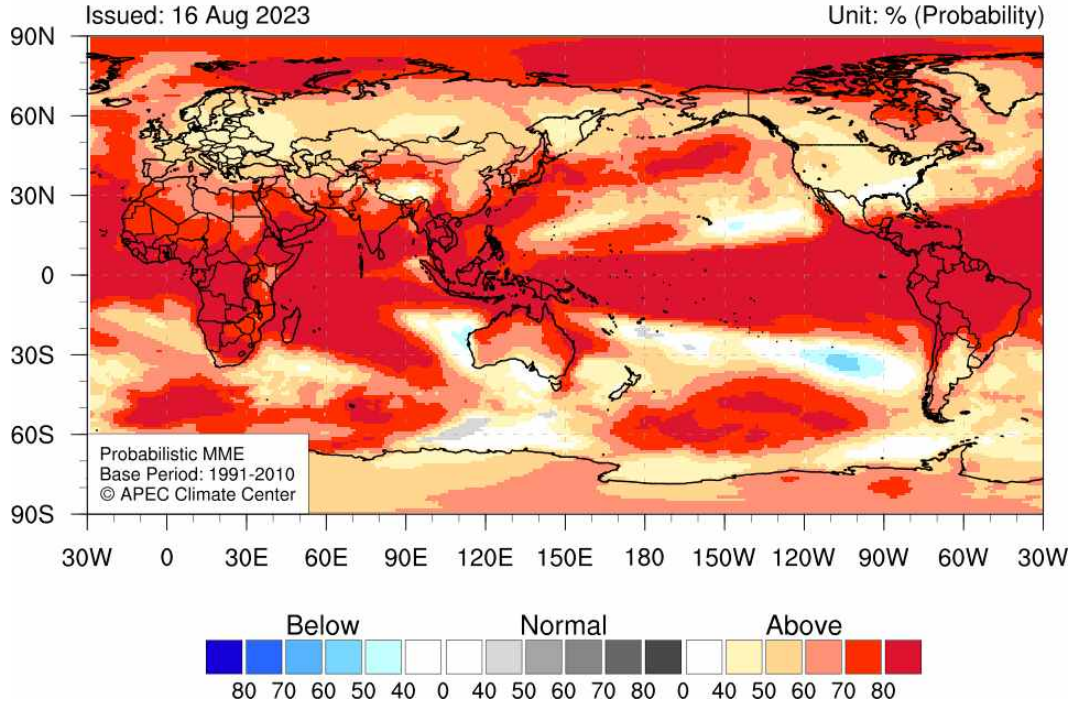 Issued: 16 Aug 2023 Unit: % (Probability)
90N
60N
30N
0
30S
60S
90S
Probabilistic MME
Base Period: 1991-2010
© APEC Climate Center
30W 0 30E 60E 90E 120E 150E 180 150W 120W 90W 60W 30W
Below Normal Above
80 70 60 50 40 0 40 50 60 70 80 0 40 50 60 70 80